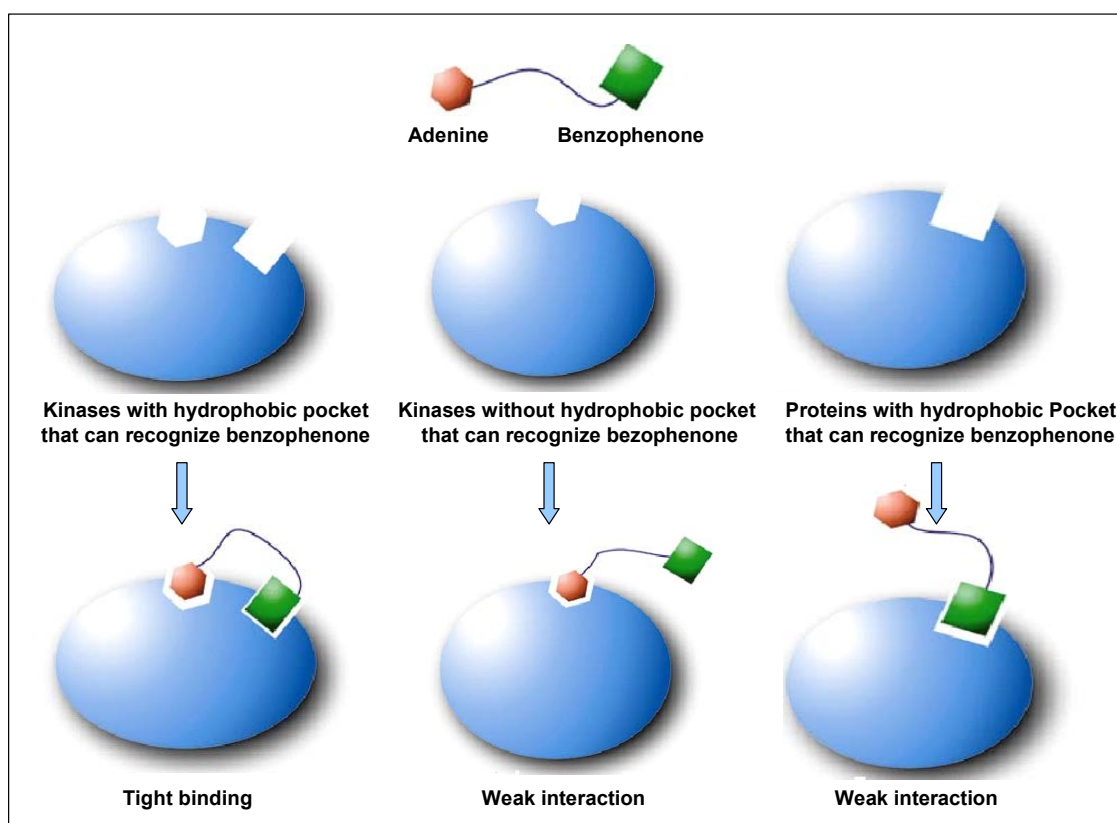 Adenine Benzophenone
Kinases with hydrophobic pocket
that can recognize benzophenone
Kinases without hydrophobic pocket
that can recognize bezophenone
Proteins with hydrophobic Pocket
that can recognize benzophenone
Tight binding
Weak interaction
Weak interaction